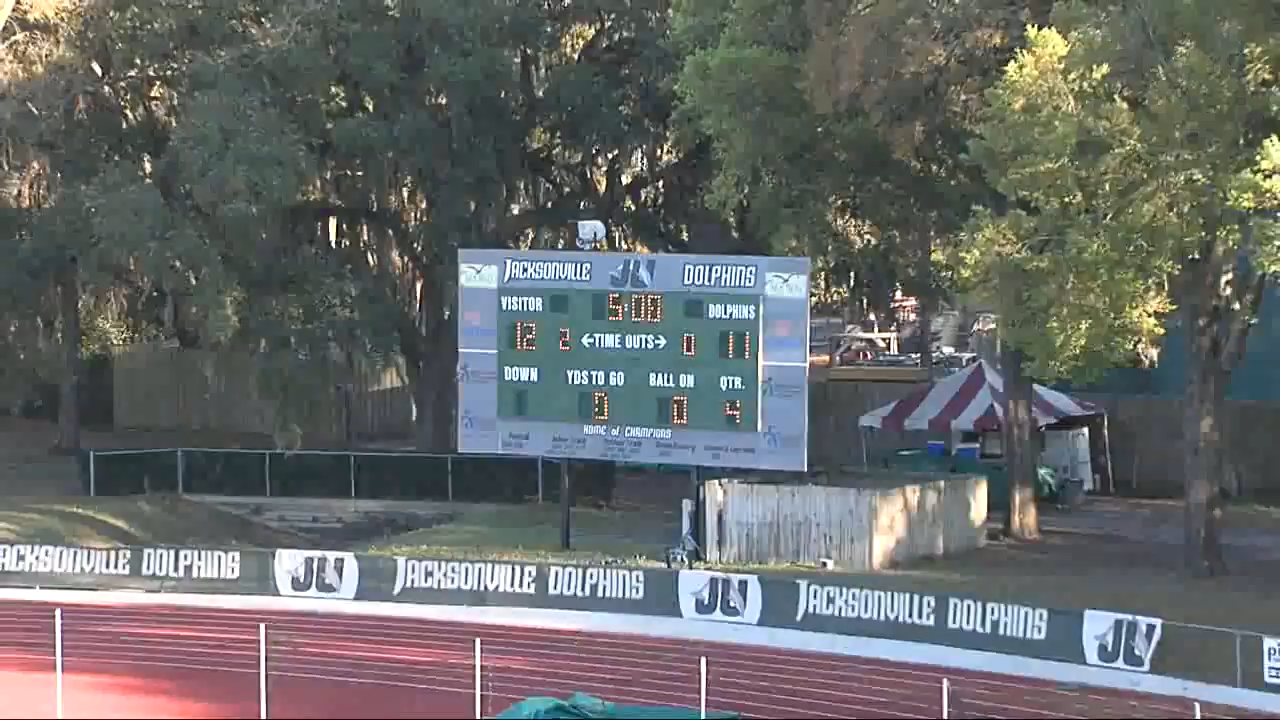 JACKSONVILLE JU DOLPHINS
VISITOR 5:00 DOLPHINS
12 2 ←TIME OUTS→ 0 11
DOWN YDS TO GO BALL ON QTR.
0 0 4
HOME of CHAMPIONS
JACKSONVILLE DOLPHINS JU JACKSONVILLE DOLPHINS JU JACKSONVILLE DOLPHINS JU